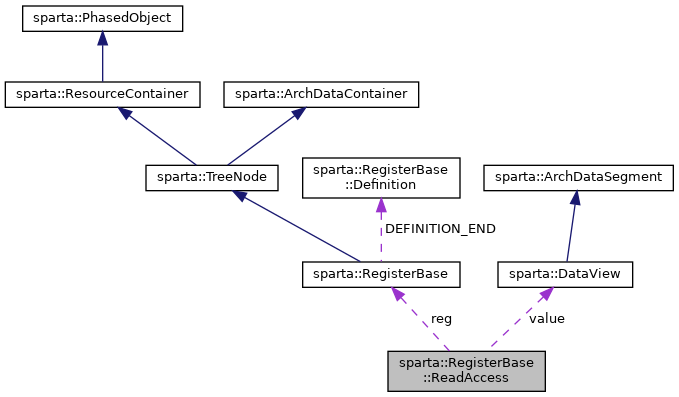 sparta::PhasedObject
sparta::ResourceContainer
sparta::ArchDataContainer
sparta::TreeNode
sparta::RegisterBase
::Definition
sparta::ArchDataSegment
DEFINITION_END
sparta::RegisterBase
sparta::DataView
reg
value
sparta::RegisterBase
::ReadAccess